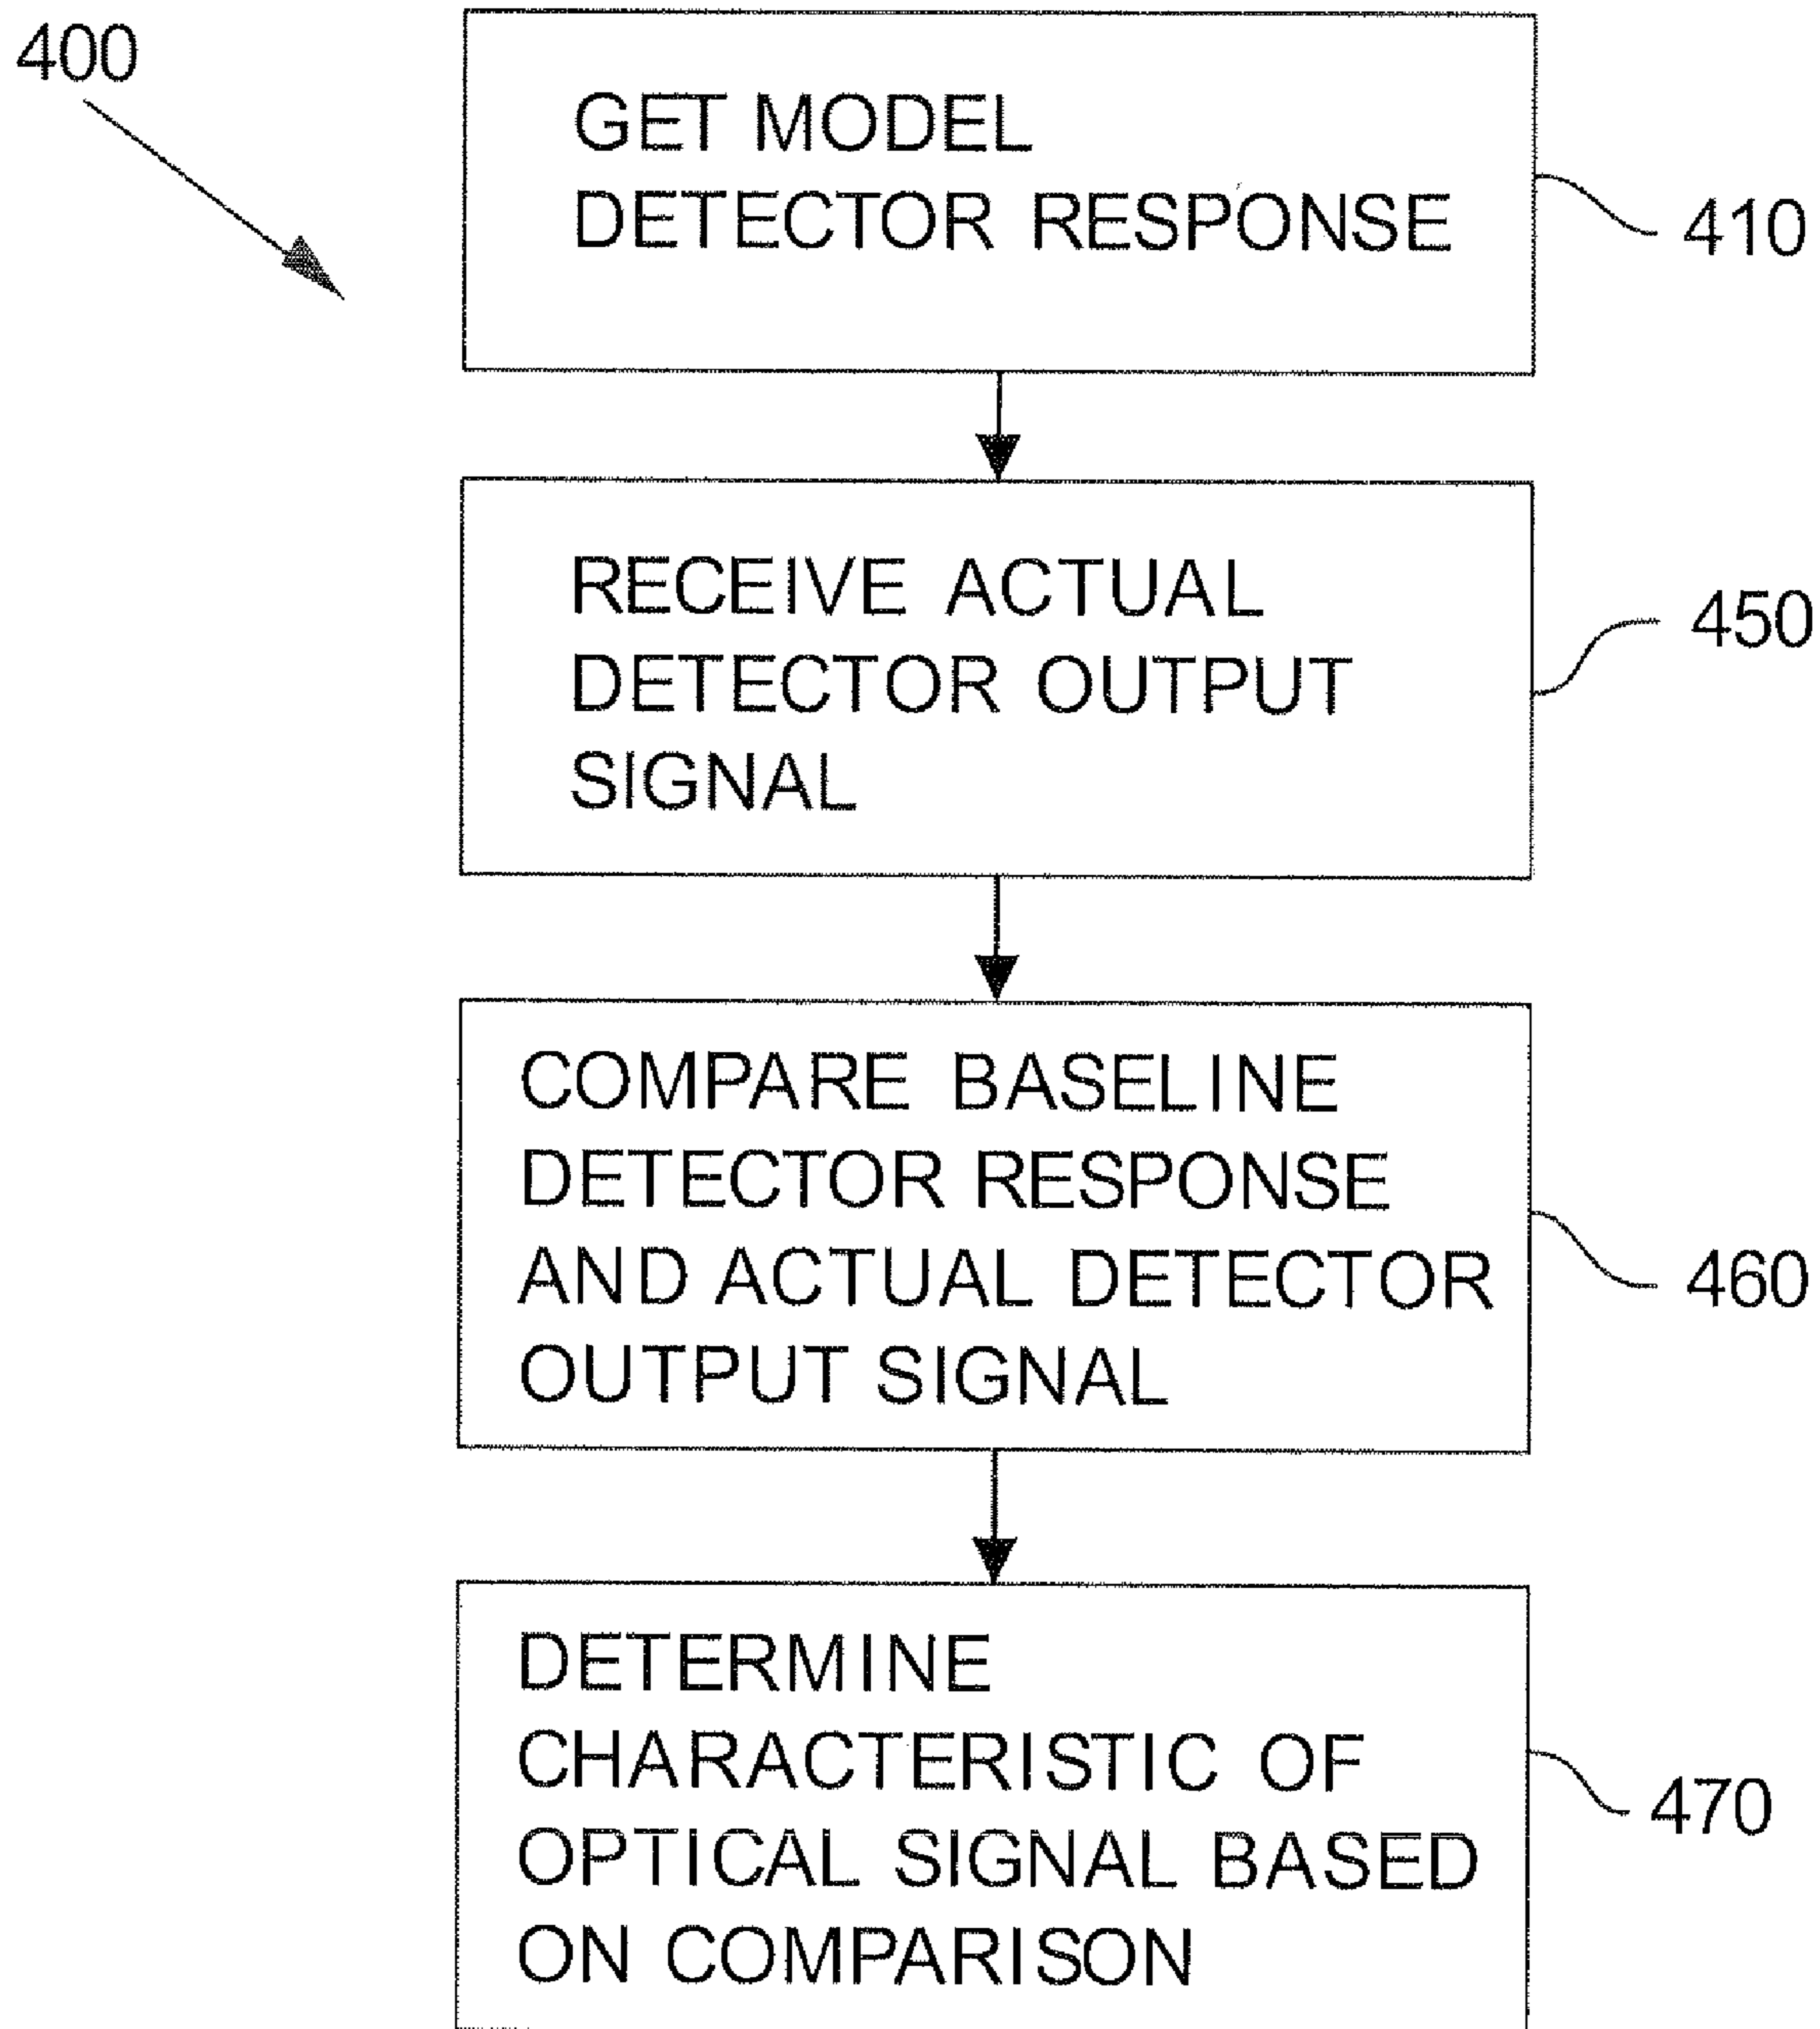 400
GET MODEL
DETECTOR RESPONSE
410
RECEIVE ACTUAL
DETECTOR OUTPUT
SIGNAL
450
COMPARE BASELINE
DETECTOR RESPONSE
AND ACTUAL DETECTOR
OUTPUT SIGNAL
460
DETERMINE
CHARACTERISTIC OF
OPTICAL SIGNAL BASED
ON COMPARISON
470